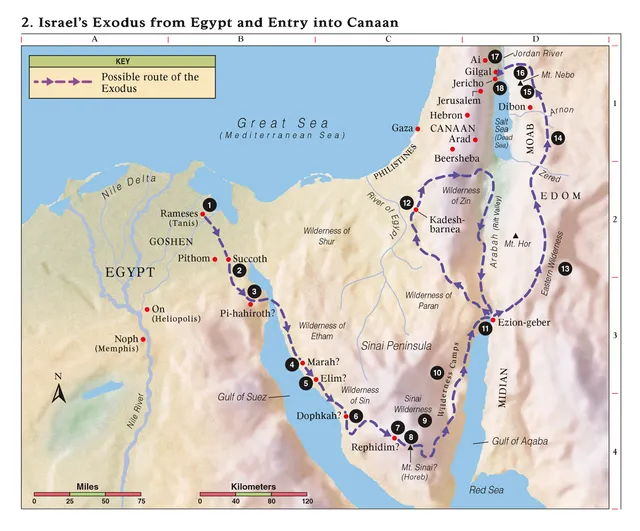 2. Israel's Exodus from Egypt and Entry into Canaan
A B C D
KEY
Possible route of the
Exodus
17
Jordan River
Ai
Gilgal
16
Mt. Nebo
Jericho
18
15
Jerusalem
Dibon
Arnon
1
Hebron
Great Sea
(Mediterranean Sea)
Gaza
CANAAN
Salt
Sea
(Dead
Sea)
MOAB
14
Arad
Beersheba
PHILISTINES
Zered
Nile Delta
EDOM
1
Rameses
(Tanis)
12
River of Egypt
Wilderness
of Zin
2
Kadesh-
barnea
Wilderness of
Shur
GOSHEN
Arabah (Rift Valley)
Mt. Hor
Eastern Wilderness
Pithom
Succoth
2
EGYPT
13
3
Pi-hahiroth?
Wilderness of
Paran
On
(Heliopolis)
11
Ezion-geber
Wilderness of
Etham
Noph
(Memphis)
Sinai Peninsula
4
Marah?
5
Elim?
10
Wilderness Camps
3
N
Nile River
Gulf of Suez
Wilderness
of Sin
Sinai
Wilderness
MIDIAN
Dophkah?
6
9
7
8
Rephidim?
Gulf of Aqaba
4
Mt. Sinai?
(Horeb)
Red Sea
Miles
0 25 50 75
Kilometers
0 40 80 120